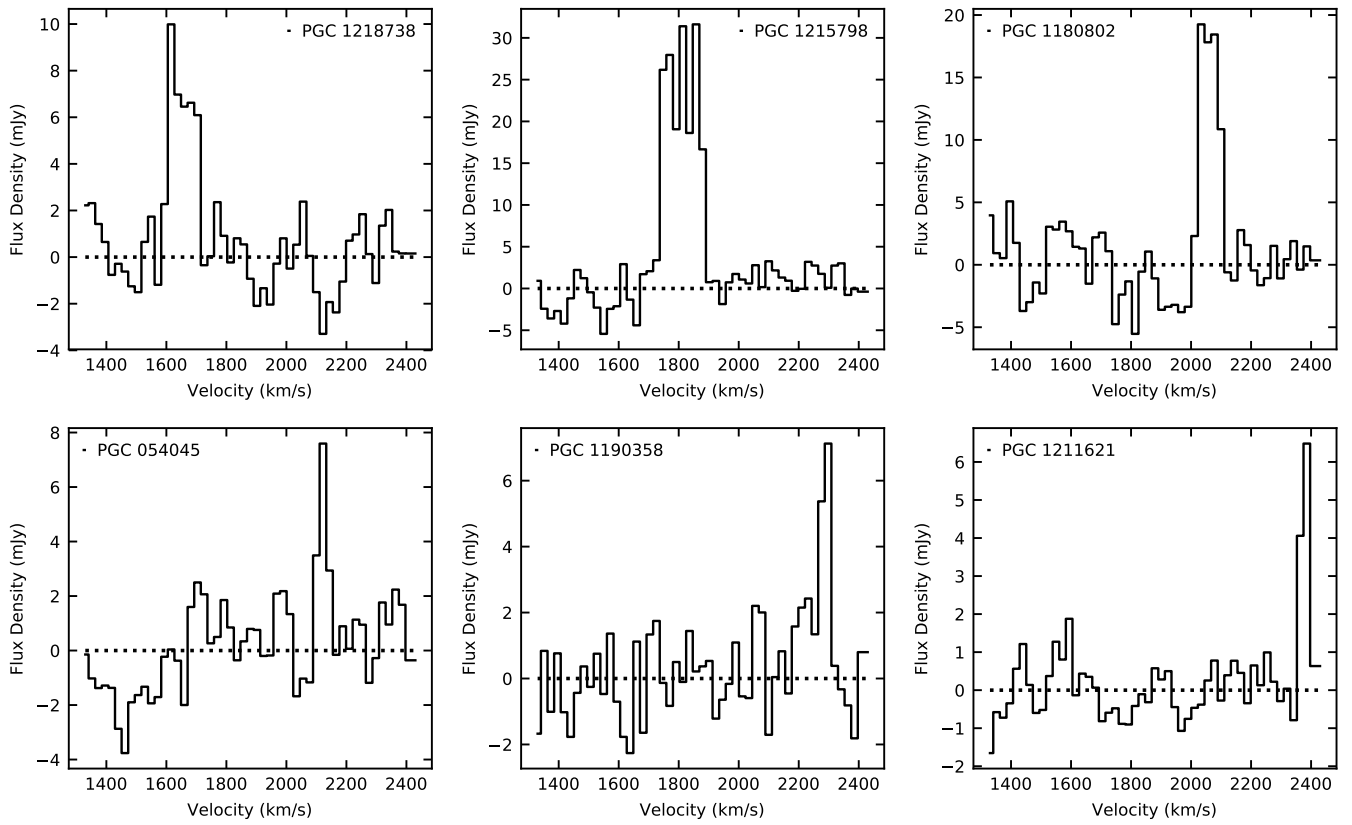 PGC 1218738
10
8
6
4
2
0
−2
−4
Flux Density (mJy)
1400 1600 1800 2000 2200 2400
Velocity (km/s)
PGC 1215798
30
25
20
15
10
5
0
−5
Flux Density (mJy)
1400 1600 1800 2000 2200 2400
Velocity (km/s)
PGC 1180802
20
15
10
5
0
−5
Flux Density (mJy)
1400 1600 1800 2000 2200 2400
Velocity (km/s)
PGC 054045
8
6
4
2
0
−2
−4
Flux Density (mJy)
1400 1600 1800 2000 2200 2400
Velocity (km/s)
PGC 1190358
6
4
2
0
−2
Flux Density (mJy)
1400 1600 1800 2000 2200 2400
Velocity (km/s)
PGC 1211621
6
5
4
3
2
1
0
−1
−2
Flux Density (mJy)
1400 1600 1800 2000 2200 2400
Velocity (km/s)